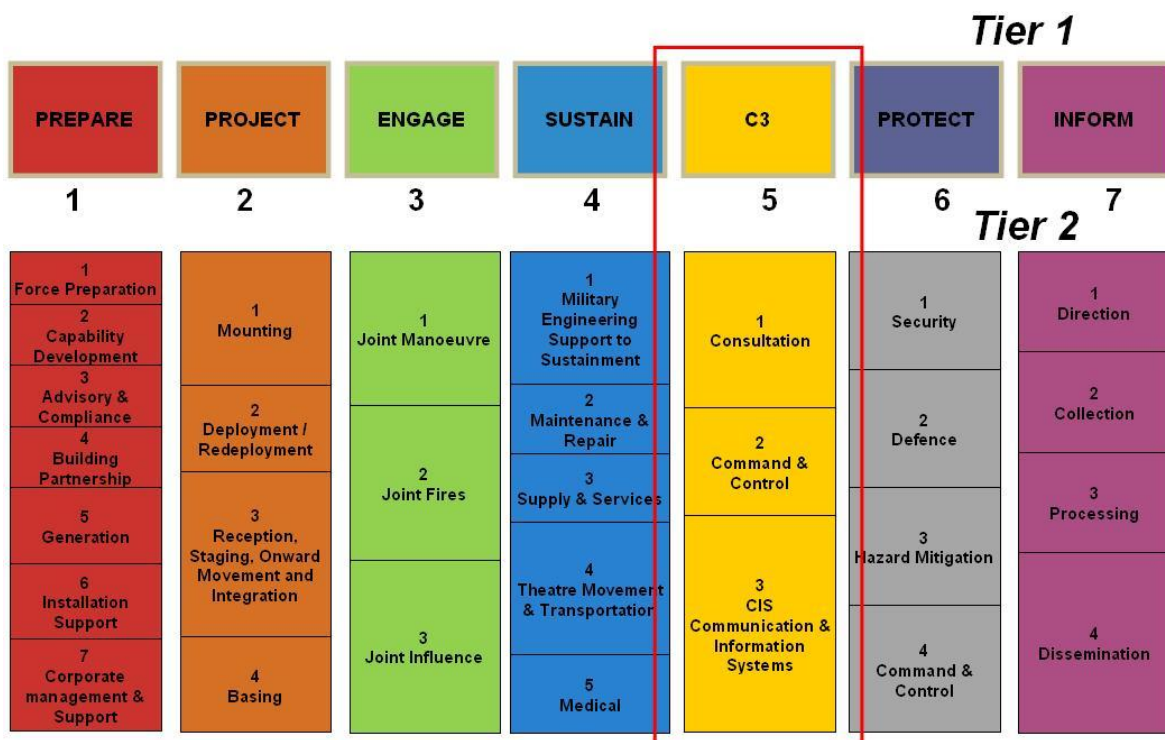 Tier 1
PREPARE
PROJECT
ENGAGE
SUSTAIN
C3
PROTECT
INFORM
1
2
3
4
5
6
7
Tier 2
1
Force Preparation
2
Capability
Development
3
Advisory &
Compliance
4
Building
Partnership
5
Generation
6
Installation
Support
7
Corporate
management &
Support
1
Mounting
2
Deployment /
Redeployment
3
Reception,
Staging, Onward
Movement and
Integration
4
Basing
1
Joint Manoeuvre
2
Joint Fires
3
Joint Influence
1
Military
Engineering
Support to
Sustainment
2
Maintenance &
Repair
3
Supply & Services
4
Theatre Movement
& Transportation
5
Medical
1
Consultation
2
Command &
Control
3
CIS
Communication &
Information
Systems
1
Security
2
Defence
3
Hazard Mitigation
4
Command &
Control
1
Direction
2
Collection
3
Processing
4
Dissemination